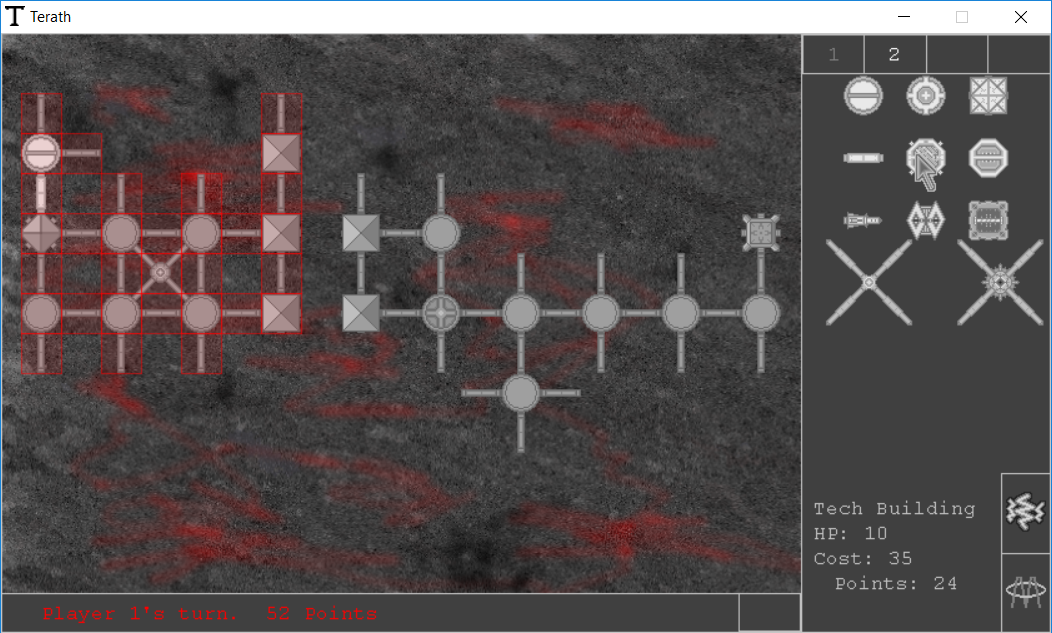 T Terath
1 2
Tech Building
HP: 10
Cost: 35
Points: 24
Player 1's turn. 52 Points